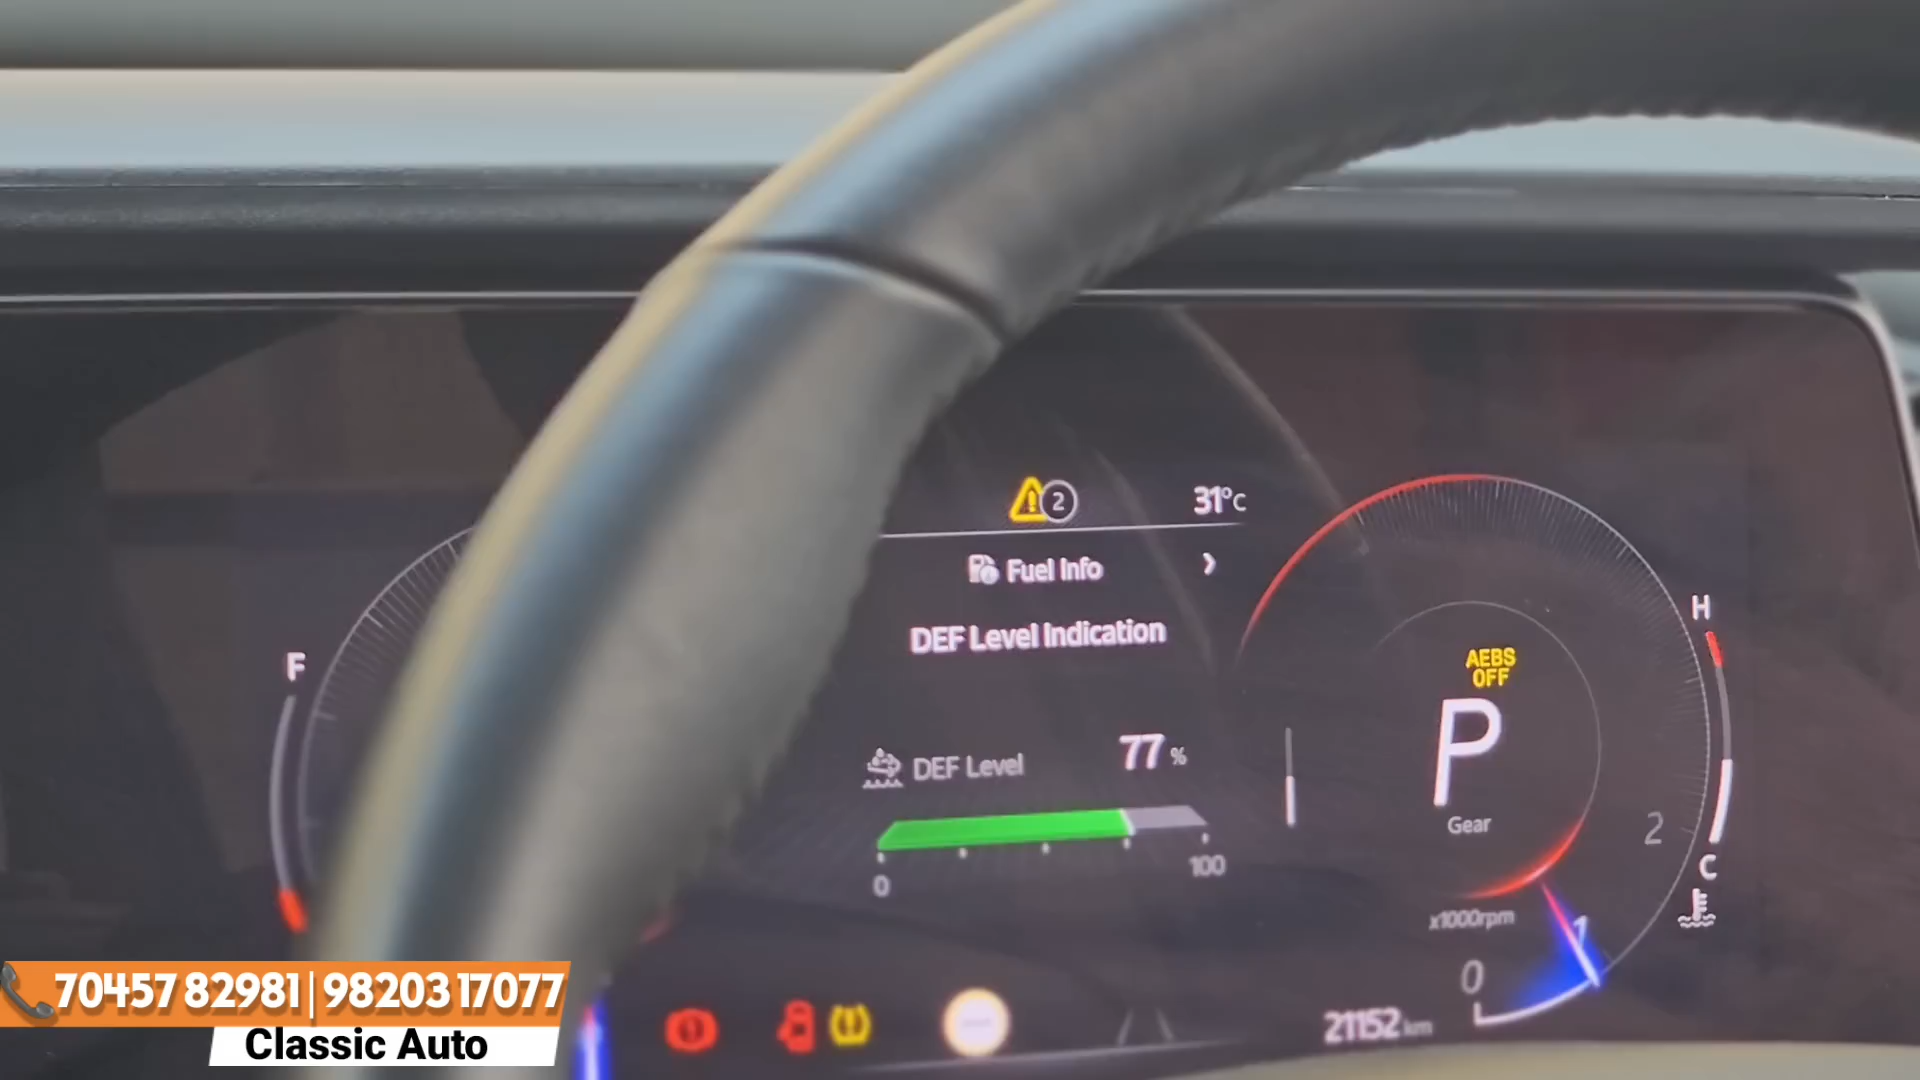 2
31°C
Fuel Info
DEF Level Indication
H
F
AEBS
OFF
P
DEF Level 77 %
Gear
2
0
100
C
x1000rpm
1
0
21152 km
70457 82981 | 98203 17077
Classic Auto